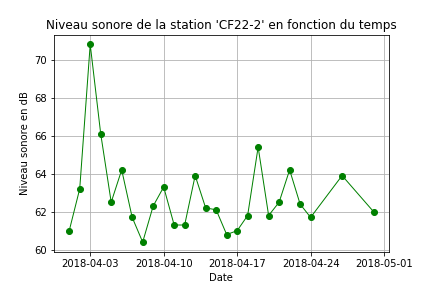 Niveau sonore de la station 'CF22-2' en fonction du temps
70
68
66
64
62
60
Niveau sonore en dB
2018-04-03 2018-04-10 2018-04-17 2018-04-24 2018-05-01
Date